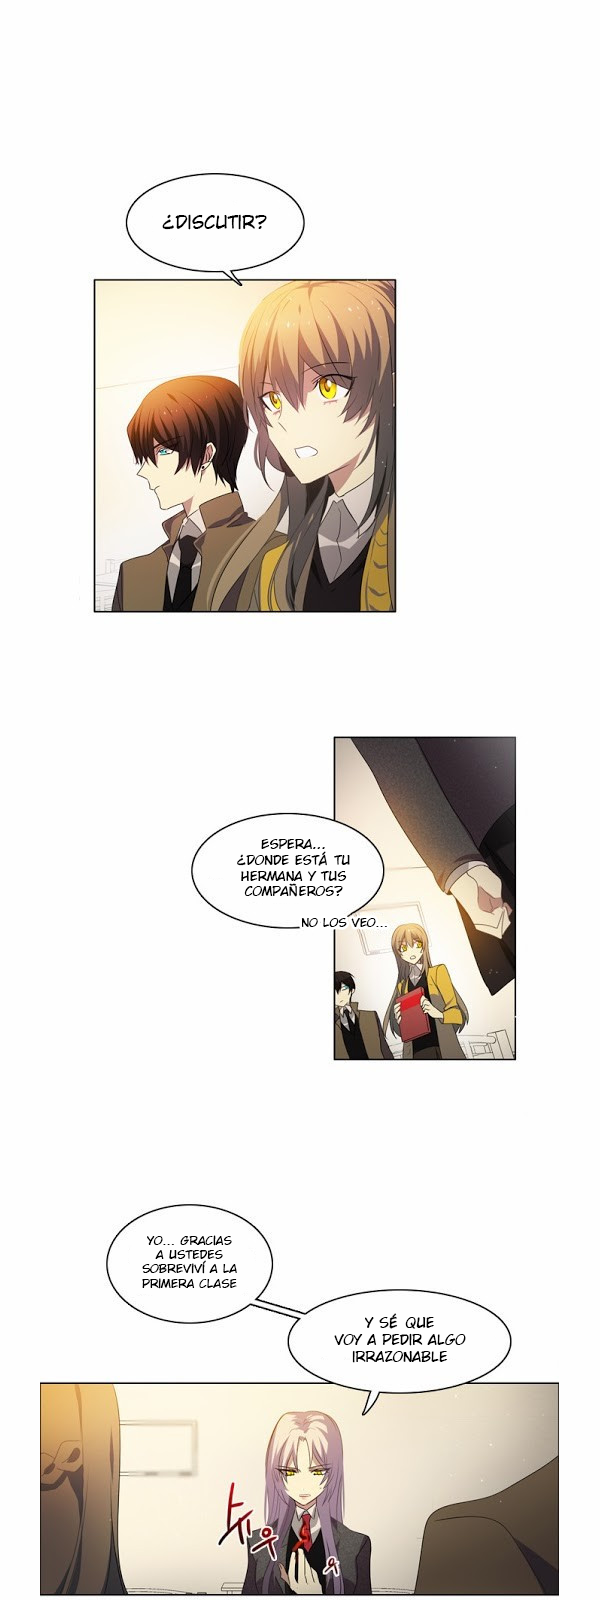 ¿DISCUTIR?
ESPERA...
¿DONDE ESTÁ TU
HERMANA Y TUS
COMPAÑEROS?
NO LOS VEO...
YO... GRACIAS
A USTEDES
SOBREVIVÍ A LA
PRIMERA CLASE
Y SÉ QUE
VOY A PEDIR ALGO
IRRAZONABLE